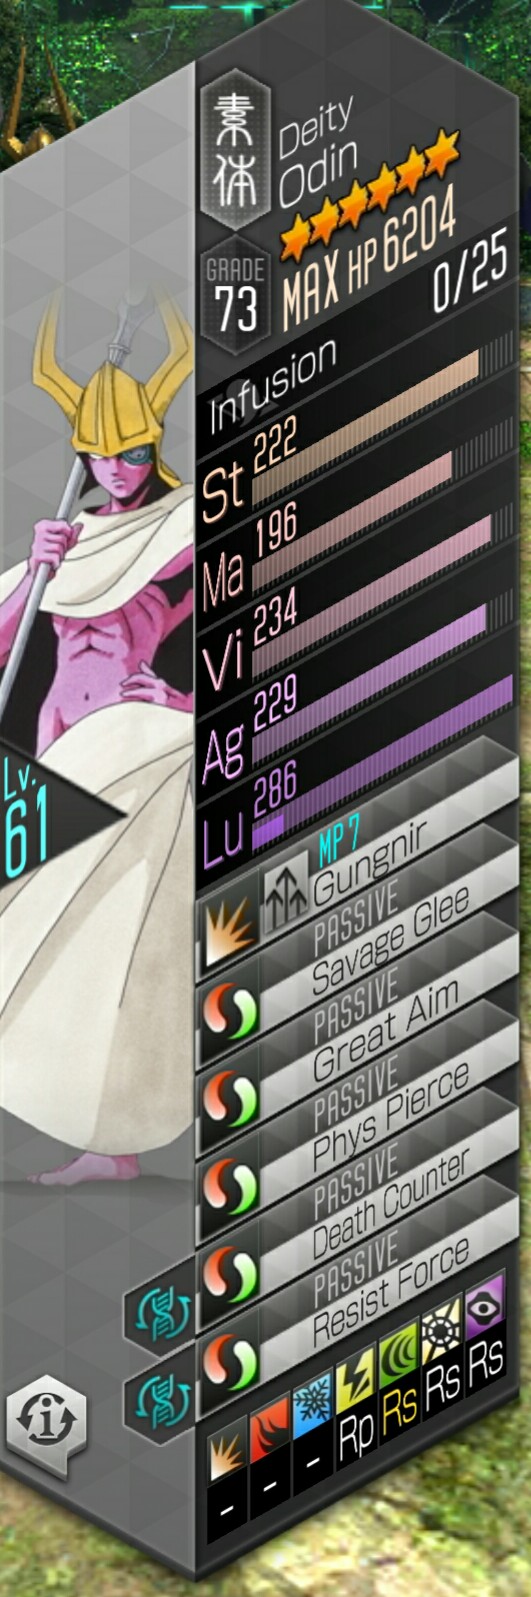 素体
Deity
Odin
GRADE
73
MAX HP 6204
0/25
Infusion
St 222
Ma 196
Vi 234
Ag 229
Lu 286
Lv.
61
MP 7
Gungnir
PASSIVE
Savage Glee
PASSIVE
Great Aim
PASSIVE
Phys Pierce
PASSIVE
Death Counter
PASSIVE
Resist Force
- - - Rp Rs Rs Rs